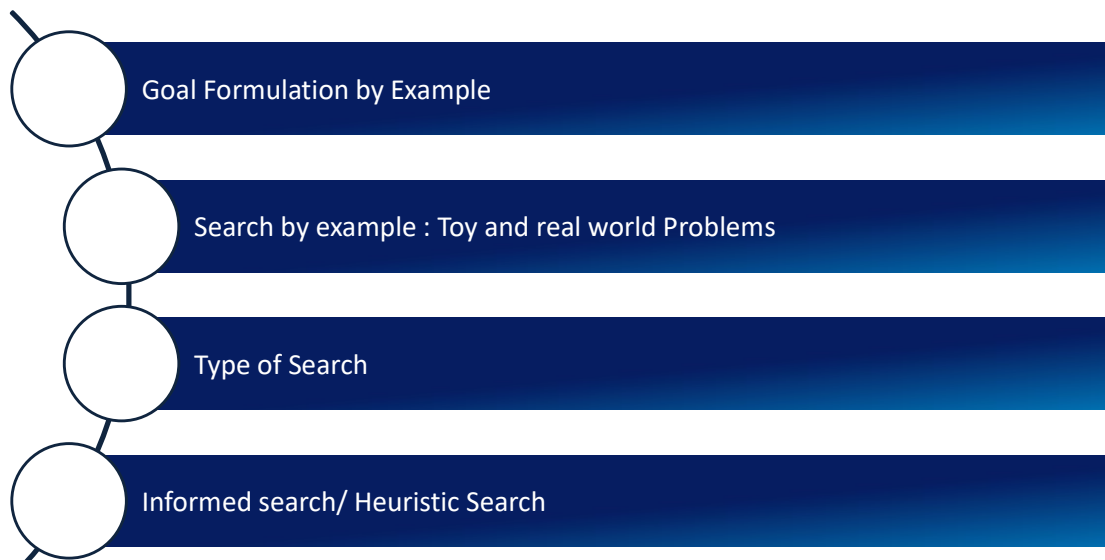 Goal Formulation by Example
Search by example : Toy and real world Problems
Type of Search
Informed search/ Heuristic Search